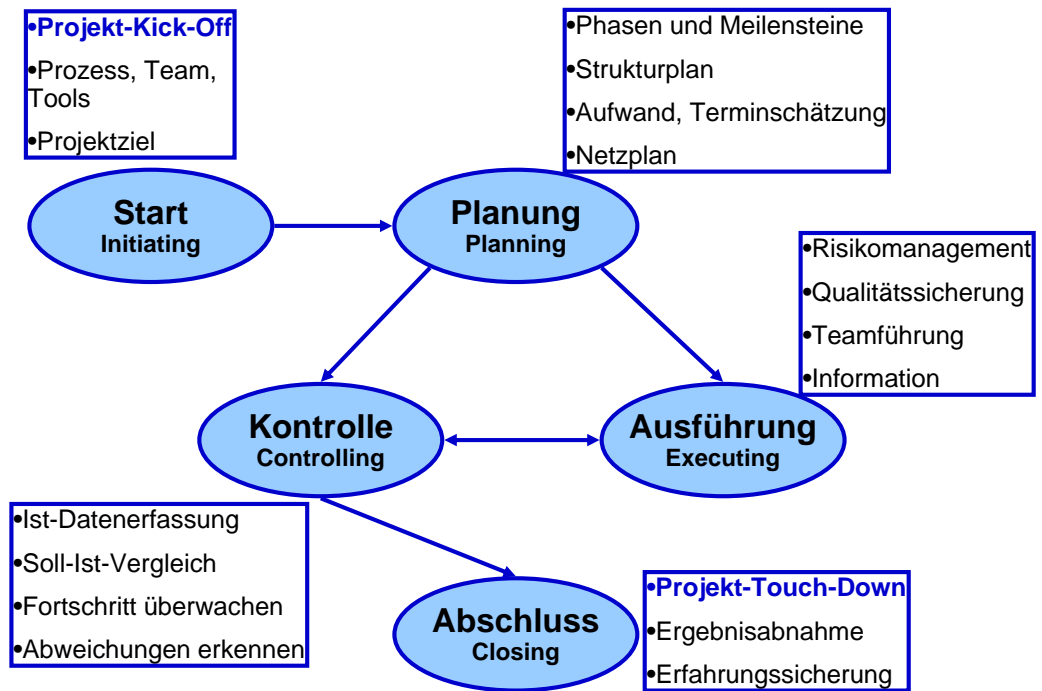 •Projekt-Kick-Off
•Prozess, Team,
Tools
•Projektziel
•Phasen und Meilensteine
•Strukturplan
•Aufwand, Terminschätzung
•Netzplan
Start
Initiating
Planung
Planning
•Risikomanagement
•Qualitätssicherung
•Teamführung
•Information
Kontrolle
Controlling
Ausführung
Executing
•Ist-Datenerfassung
•Soll-Ist-Vergleich
•Fortschritt überwachen
•Abweichungen erkennen
Abschluss
Closing
•Projekt-Touch-Down
•Ergebnisabnahme
•Erfahrungssicherung